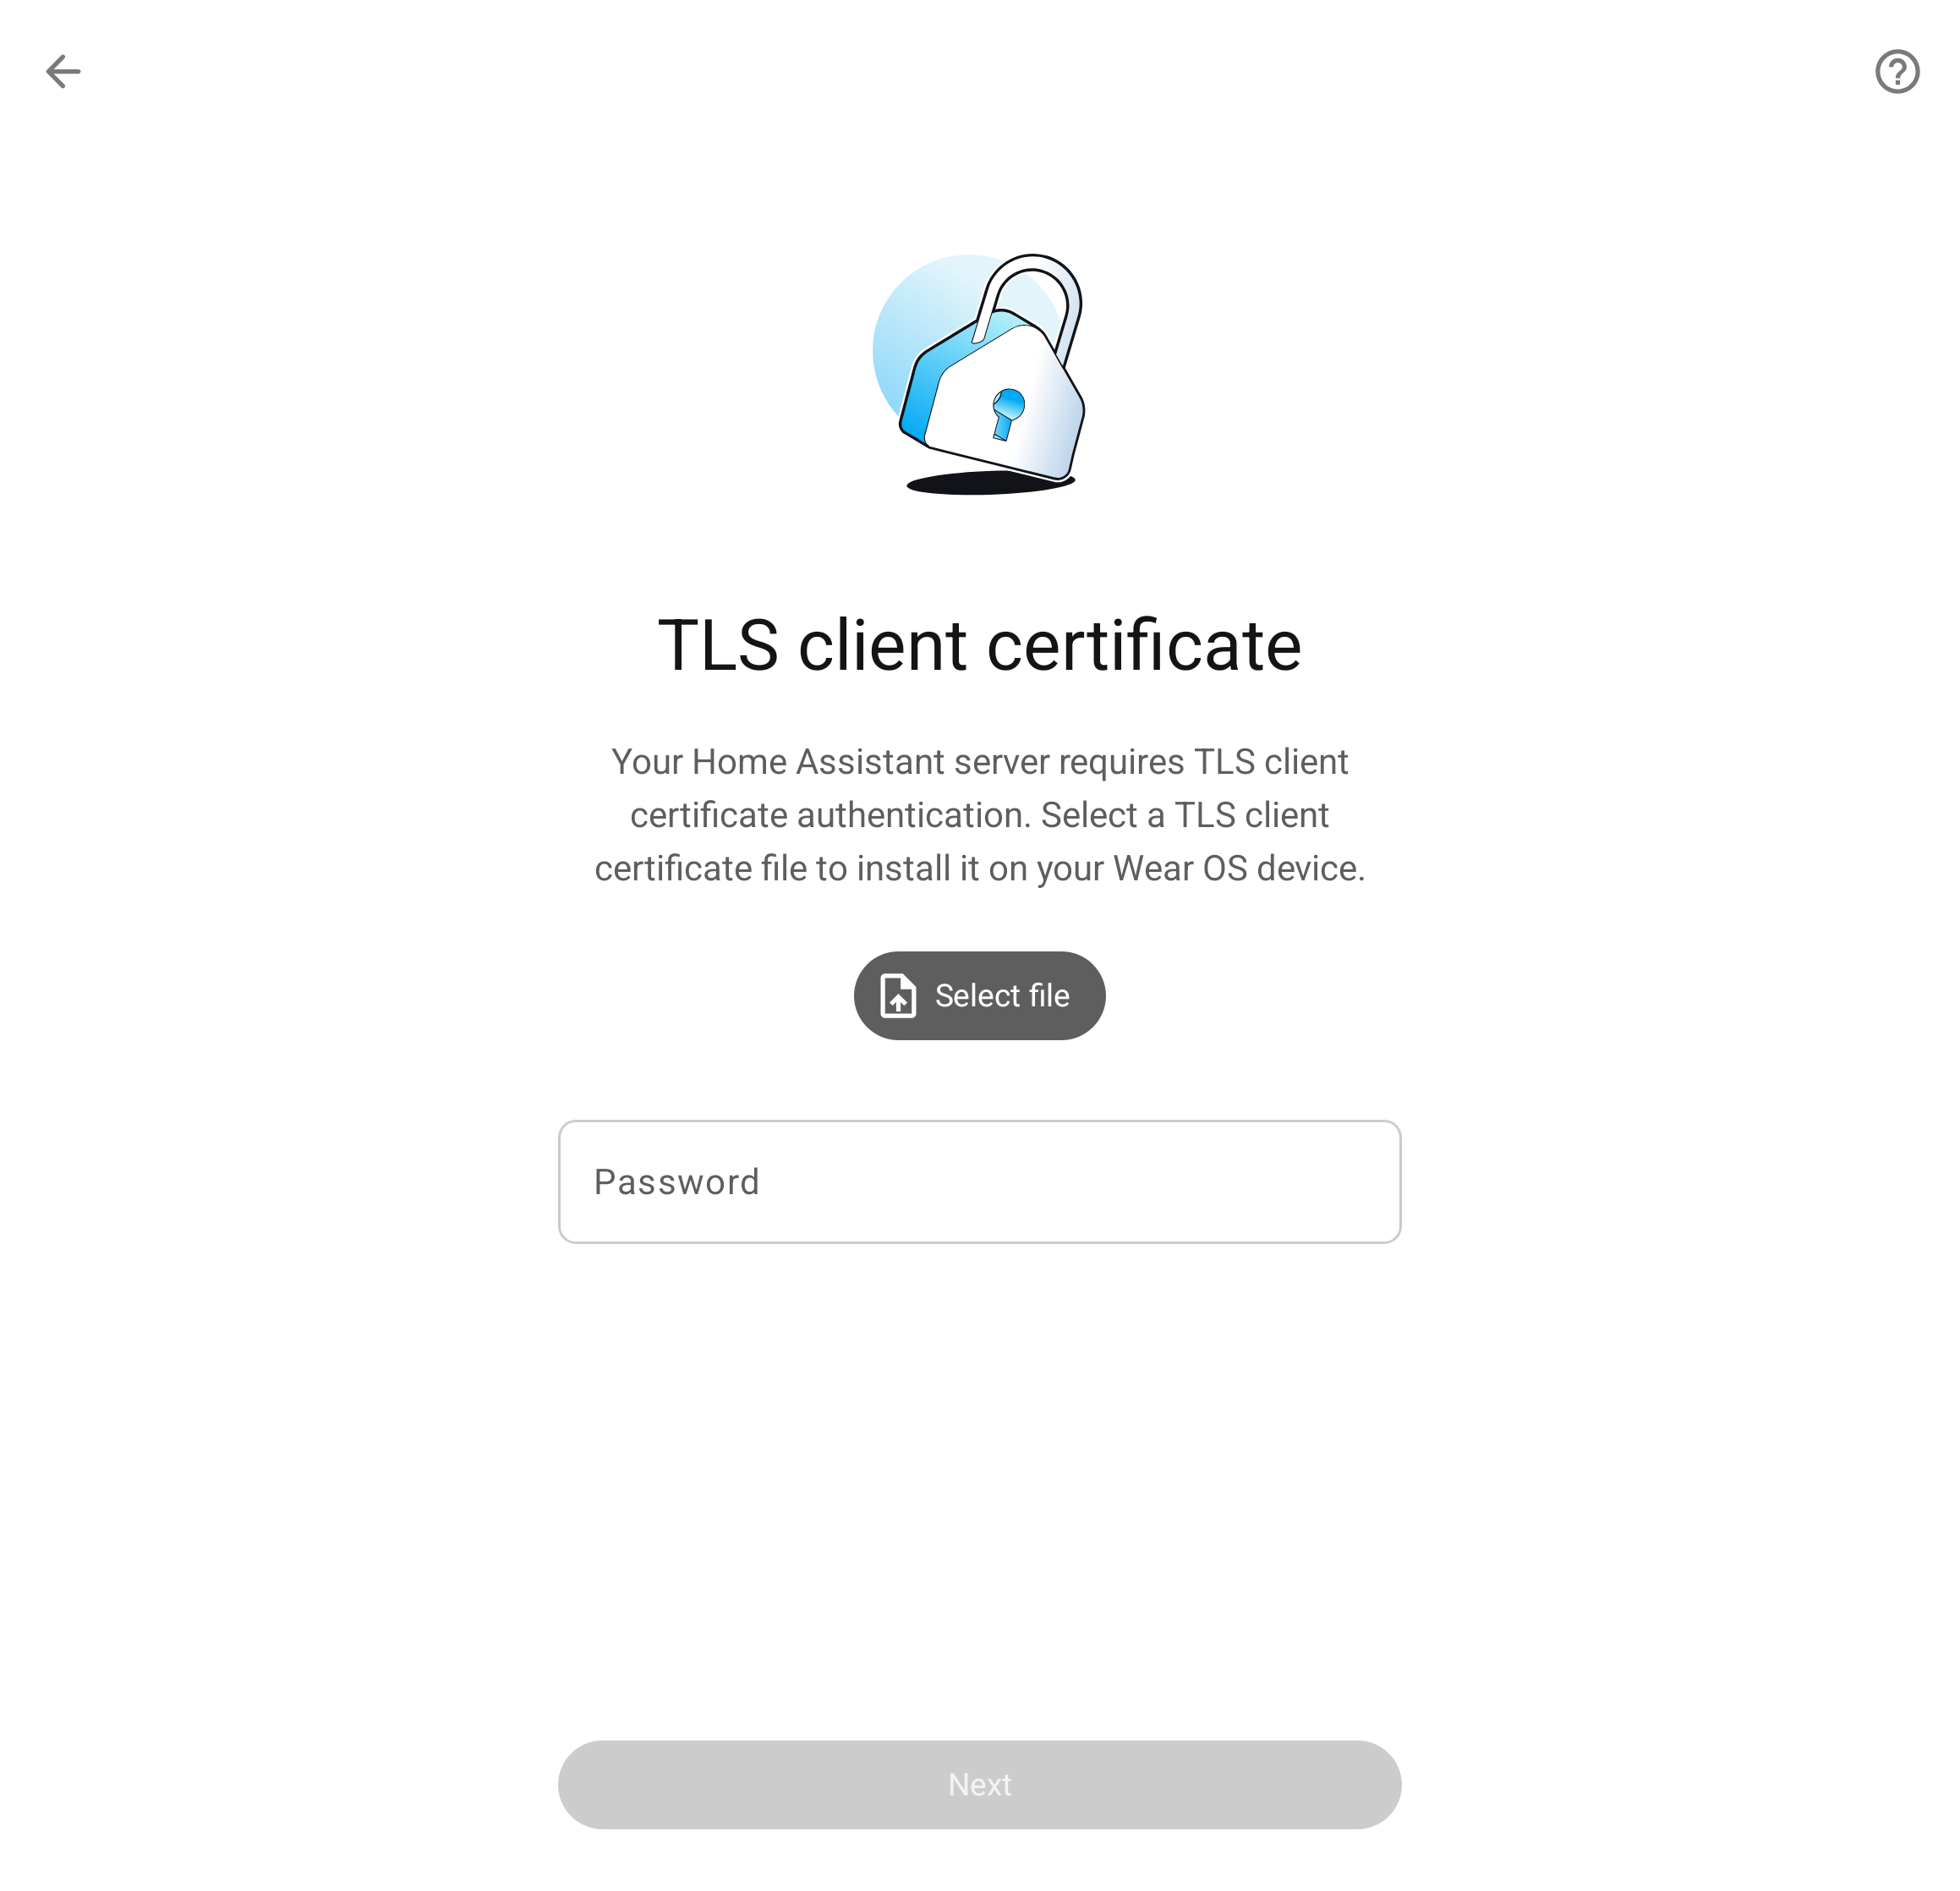 TLS client certificate
Your Home Assistant server requires TLS client
certificate authentication. Select a TLS client
certificate file to install it on your Wear OS device.
Select file
Password
Next